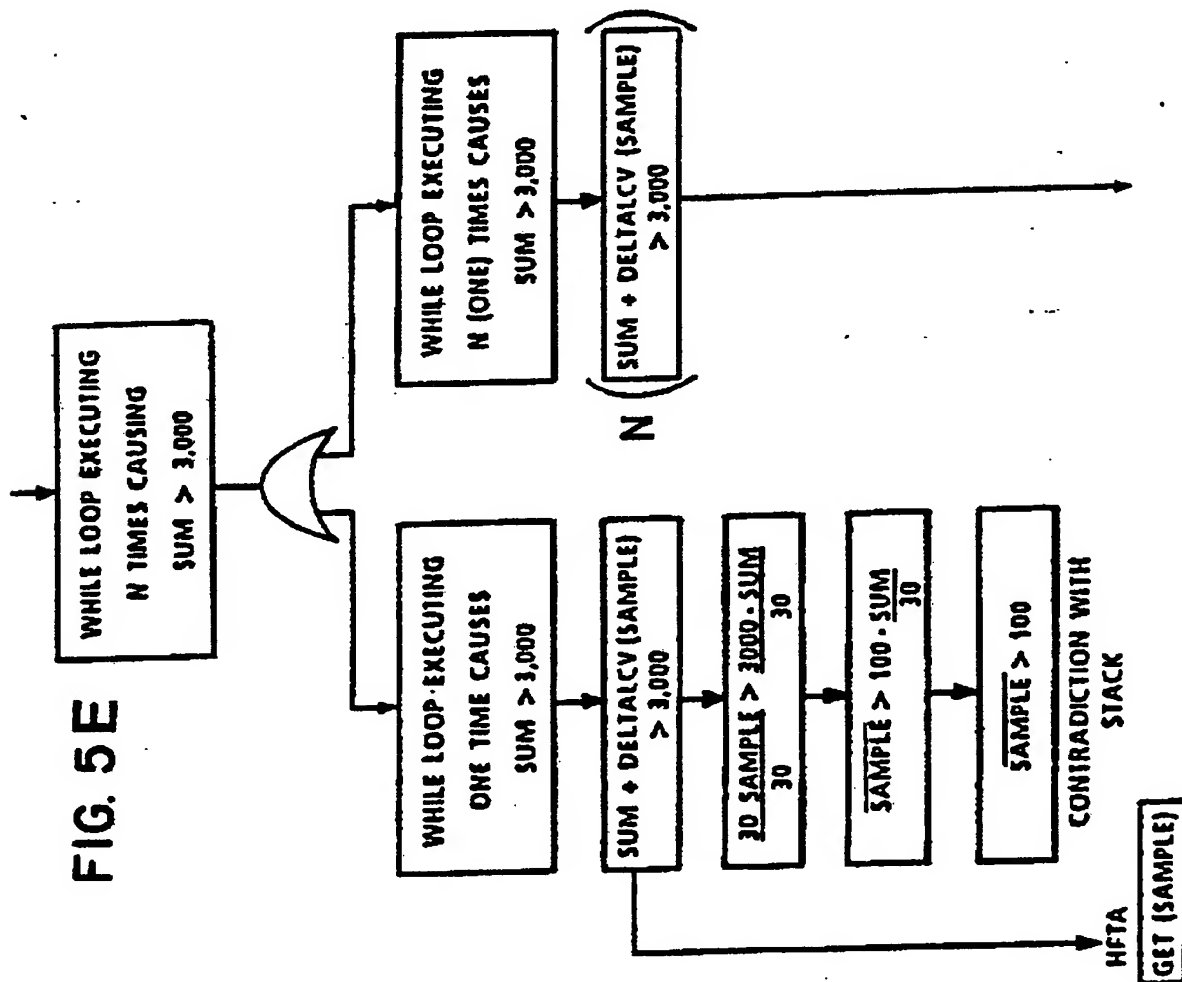 FIG. 5E
WHILE LOOP EXECUTING
N TIMES CAUSING
SUM > 3,000
WHILE LOOP EXECUTING
ONE TIME CAUSES
SUM > 3,000
SUM + DELTALCV (SAMPLE)
> 3,000
30 SAMPLE > 3000 - SUM
30 30
SAMPLE > 100 - SUM
30
SAMPLE > 100
CONTRADICTION WITH
STACK
HFTA
GET (SAMPLE)
WHILE LOOP EXECUTING
N (ONE) TIMES CAUSES
SUM > 3,000
N
SUM + DELTALCV (SAMPLE)
> 3,000